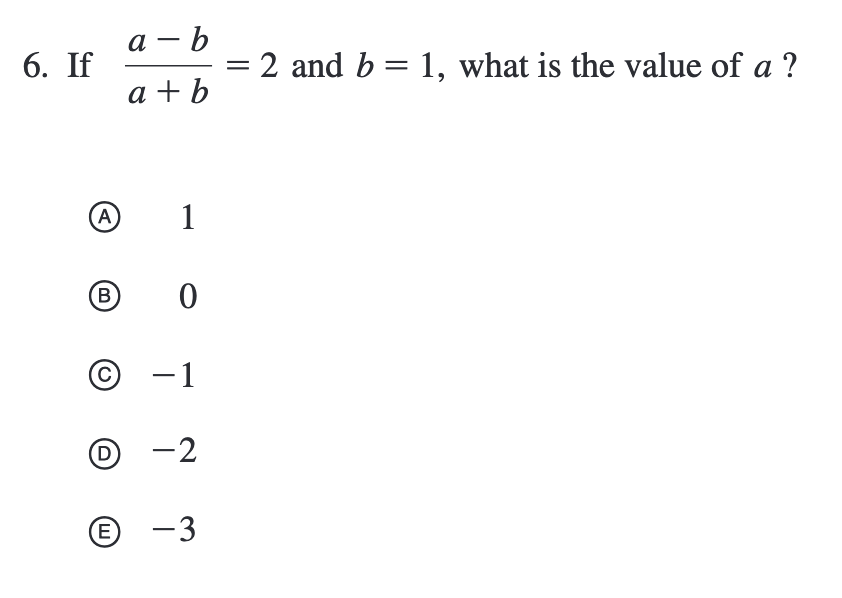 6. If (a − b)/(a + b) = 2 and b = 1, what is the value of a ?
A 1
B 0
C −1
D −2
E −3